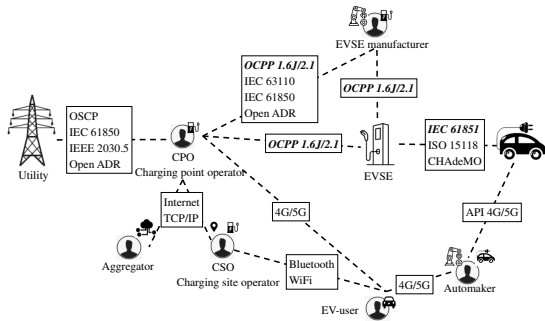 EVSE manufacturer
OCPP 1.6J/2.1
IEC 63110
IEC 61850
Open ADR
OCPP 1.6J/2.1
OSCP
IEC 61850
IEEE 2030.5
Open ADR
Utility
CPO
Charging point operator
OCPP 1.6J/2.1
EVSE
IEC 61851
ISO 15118
CHAdeMO
Internet
TCP/IP
4G/5G
API 4G/5G
Aggregator
CSO
Charging site operator
Bluetooth
WiFi
4G/5G
Automaker
EV-user